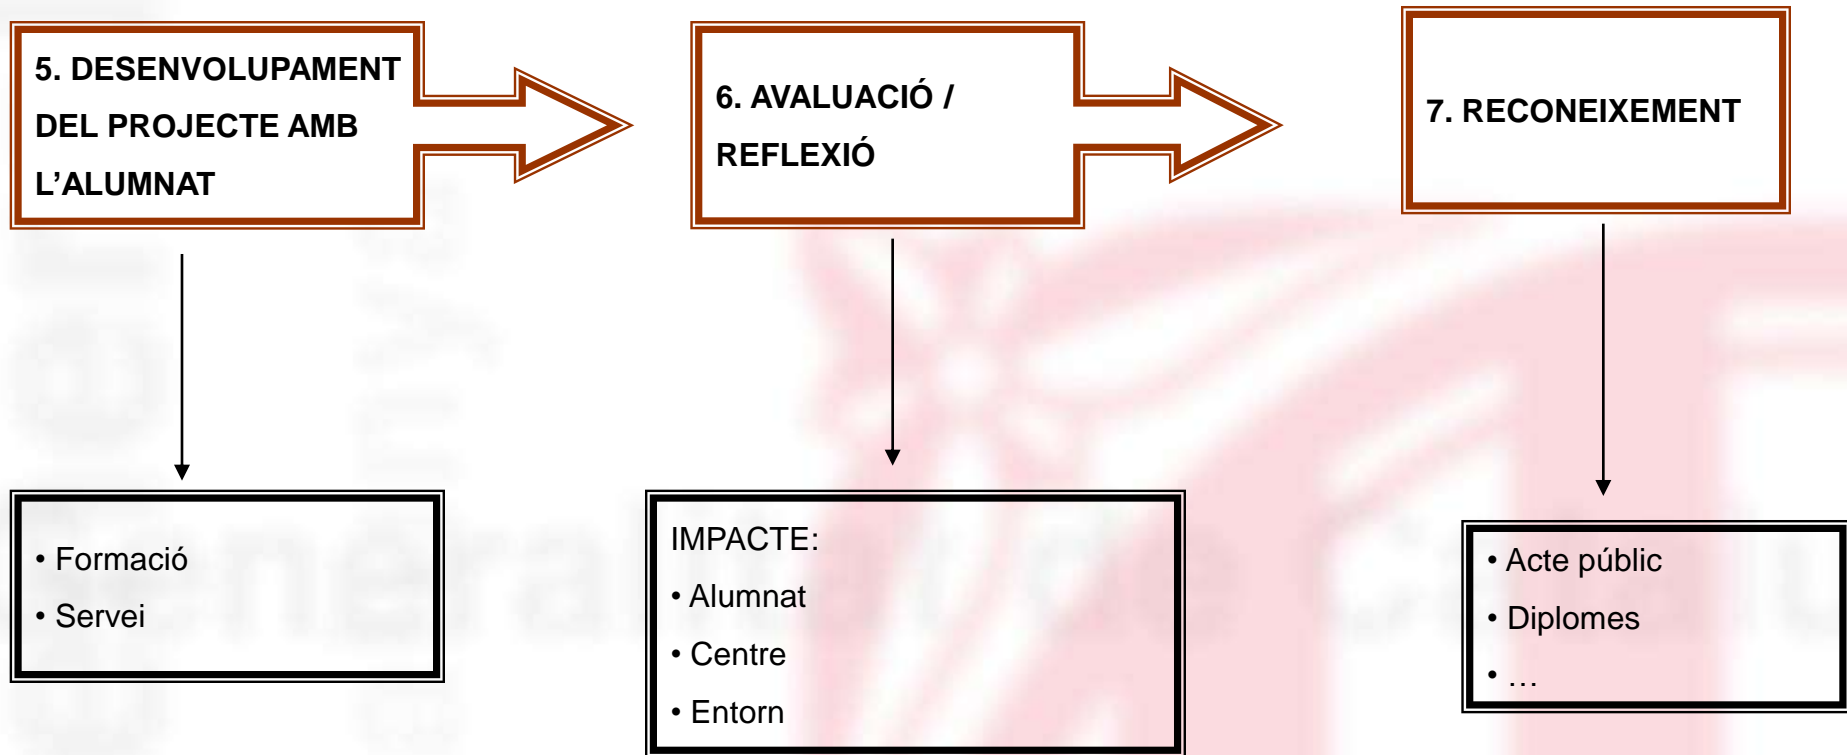 5. DESENVOLUPAMENT
DEL PROJECTE AMB
L’ALUMNAT
6. AVALUACIÓ /
REFLEXIÓ
7. RECONEIXEMENT
• Formació
• Servei
IMPACTE:
• Alumnat
• Centre
• Entorn
• Acte públic
• Diplomes
• …